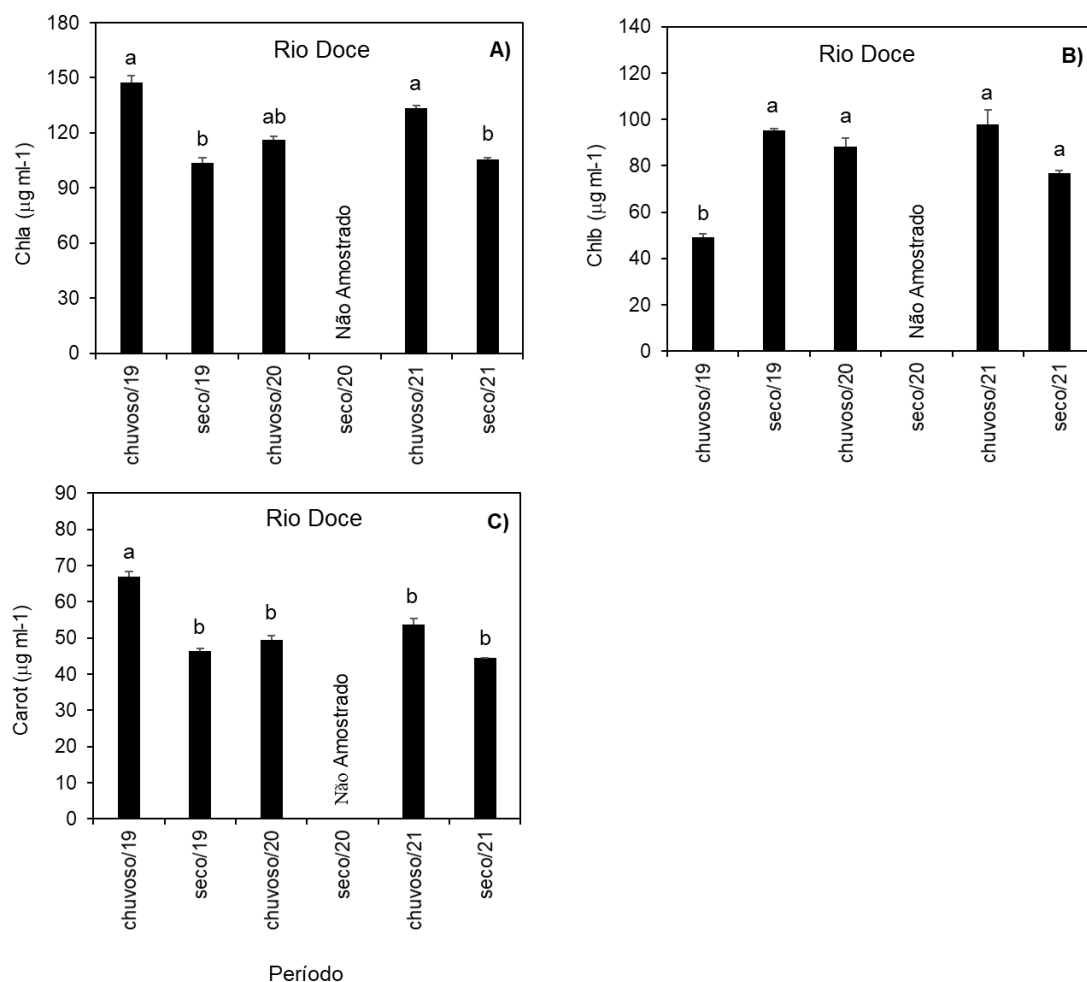 Rio Doce
A)
Chla (µg ml-1)
180
150
120
90
60
30
0
a
b
ab
Não Amostrado
a
b
chuvoso/19
seco/19
chuvoso/20
seco/20
chuvoso/21
seco/21
Rio Doce
B)
Chlb (µg ml-1)
140
120
100
80
60
40
20
0
b
a
a
Não Amostrado
a
a
chuvoso/19
seco/19
chuvoso/20
seco/20
chuvoso/21
seco/21
Rio Doce
C)
Carot (µg ml-1)
90
80
70
60
50
40
30
20
10
0
a
b
b
Não Amostrado
b
b
chuvoso/19
seco/19
chuvoso/20
seco/20
chuvoso/21
seco/21
Período